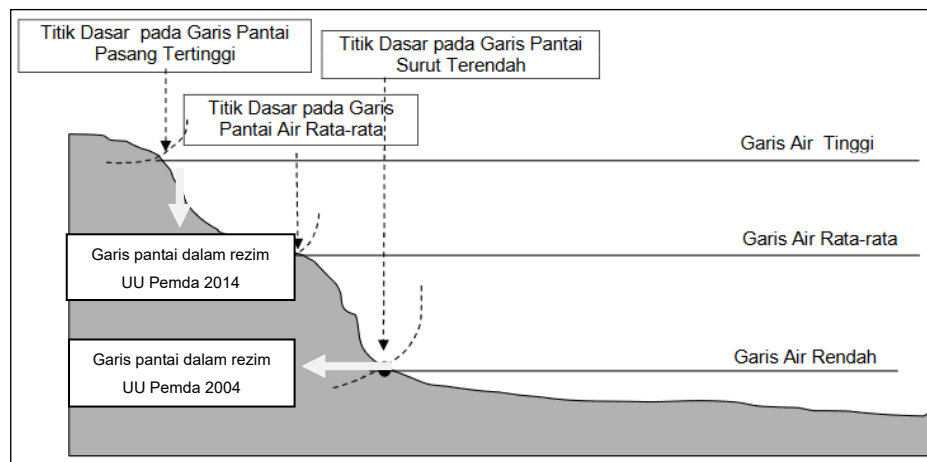 Titik Dasar pada Garis Pantai
Pasang Tertinggi
Titik Dasar pada Garis Pantai
Surut Terendah
Titik Dasar pada Garis
Pantai Air Rata-rata
Garis Air Tinggi
Garis Air Rata-rata
Garis pantai dalam rezim
UU Pemda 2014
Garis Air Rendah
Garis pantai dalam rezim
UU Pemda 2004